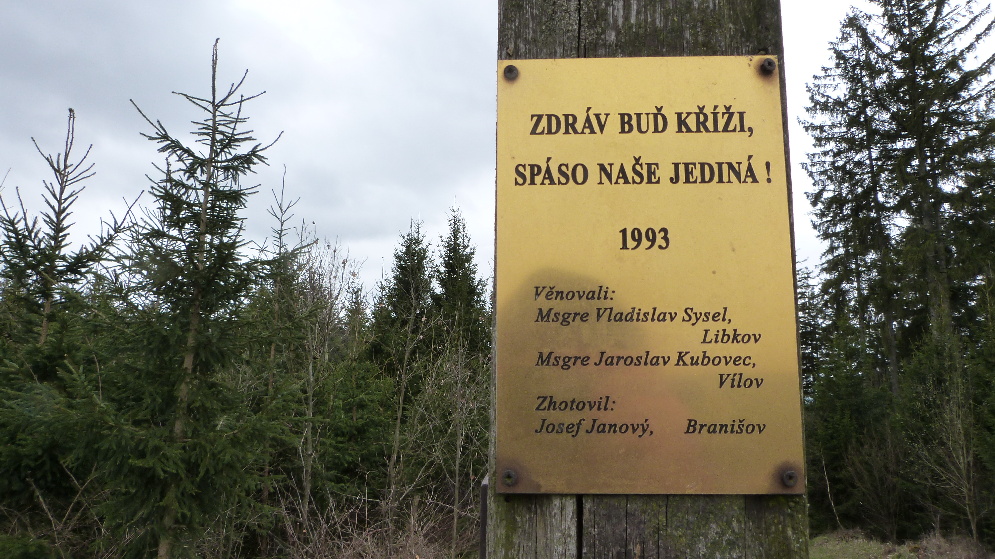 ZDRÁV BUĎ KŘÍŽI,
SPÁSO NAŠE JEDINÁ !
1993
Věnovali:
Msgre Vladislav Sysel,
Libkov
Msgre Jaroslav Kubovec,
Vílov
Zhotovil:
Josef Janový, Branišov